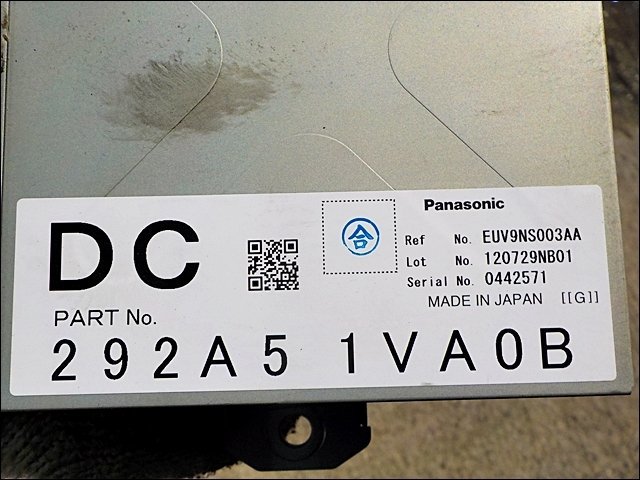 DC
合
Panasonic
Ref No. EUV9NS003AA
Lot No. 120729NB01
Serial No. 0442571
MADE IN JAPAN [[G]]
PART No.
292A5 1VA0B